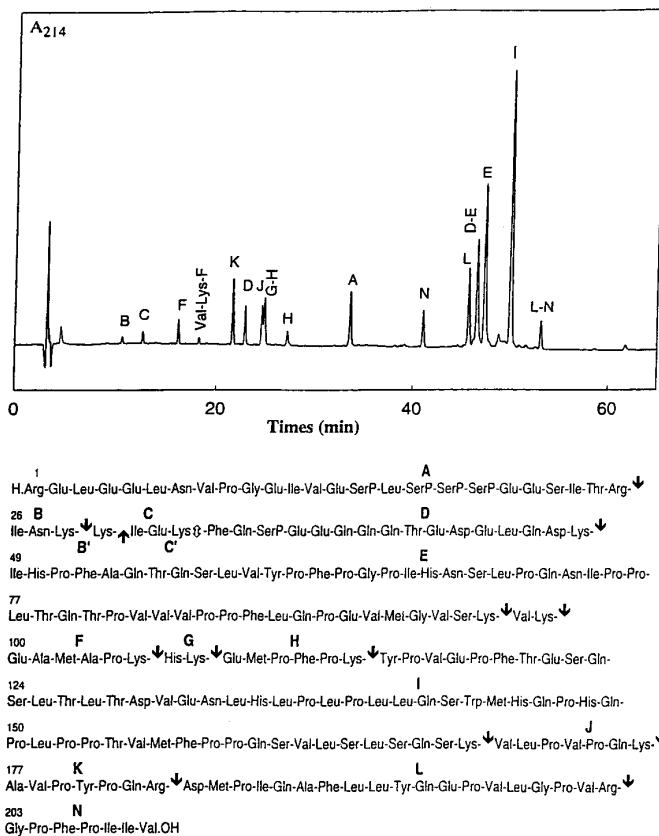 A214
I
E
D-E
L
K
A
Val-Lys-F
J
G-H
D
N
F
L-N
C
B
H
0 20 40 60
Times (min)
1 A
H.Arg-Glu-Leu-Glu-Glu-Leu-Asn-Val-Pro-Gly-Glu-Ile-Val-Glu-SerP-Leu-SerP-SerP-SerP-Glu-Glu-Ser-Ile-Thr-Arg-↓
26 B C D
Ile-Asn-Lys-↓Lys-↑Ile-Glu-Lys⇳-Phe-Gln-SerP-Glu-Glu-Gln-Gln-Gln-Thr-Glu-Asp-Glu-Leu-Gln-Asp-Lys-↓
B' C'
49 E
Ile-His-Pro-Phe-Ala-Gln-Thr-Gln-Ser-Leu-Val-Tyr-Pro-Phe-Pro-Gly-Pro-Ile-His-Asn-Ser-Leu-Pro-Gln-Asn-Ile-Pro-Pro-
77
Leu-Thr-Gln-Thr-Pro-Val-Val-Val-Pro-Pro-Phe-Leu-Gln-Pro-Glu-Val-Met-Gly-Val-Ser-Lys-↓Val-Lys-↓
100 F G H
Glu-Ala-Met-Ala-Pro-Lys-↓His-Lys-↓Glu-Met-Pro-Phe-Pro-Lys-↓Tyr-Pro-Val-Glu-Pro-Phe-Thr-Glu-Ser-Gln-
124 I
Ser-Leu-Thr-Leu-Thr-Asp-Val-Glu-Asn-Leu-His-Leu-Pro-Leu-Pro-Leu-Leu-Gln-Ser-Trp-Met-His-Gln-Pro-His-Gln-
150 J
Pro-Leu-Pro-Pro-Thr-Val-Met-Phe-Pro-Pro-Gln-Ser-Val-Leu-Ser-Leu-Ser-Gln-Ser-Lys-↓Val-Leu-Pro-Val-Pro-Gln-Lys-↓
177 K L
Ala-Val-Pro-Tyr-Pro-Gln-Arg-↓Asp-Met-Pro-Ile-Gln-Ala-Phe-Leu-Leu-Tyr-Gln-Glu-Pro-Val-Leu-Gly-Pro-Val-Arg-↓
203 N
Gly-Pro-Phe-Pro-Ile-Ile-Val.OH